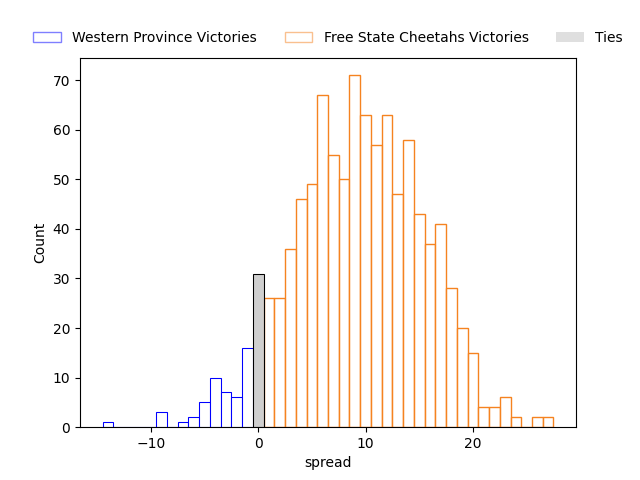 Western Province Victories Free State Cheetahs Victories Ties
70
60
50
40
30
20
10
0
Count
−10 0 10 20
spread